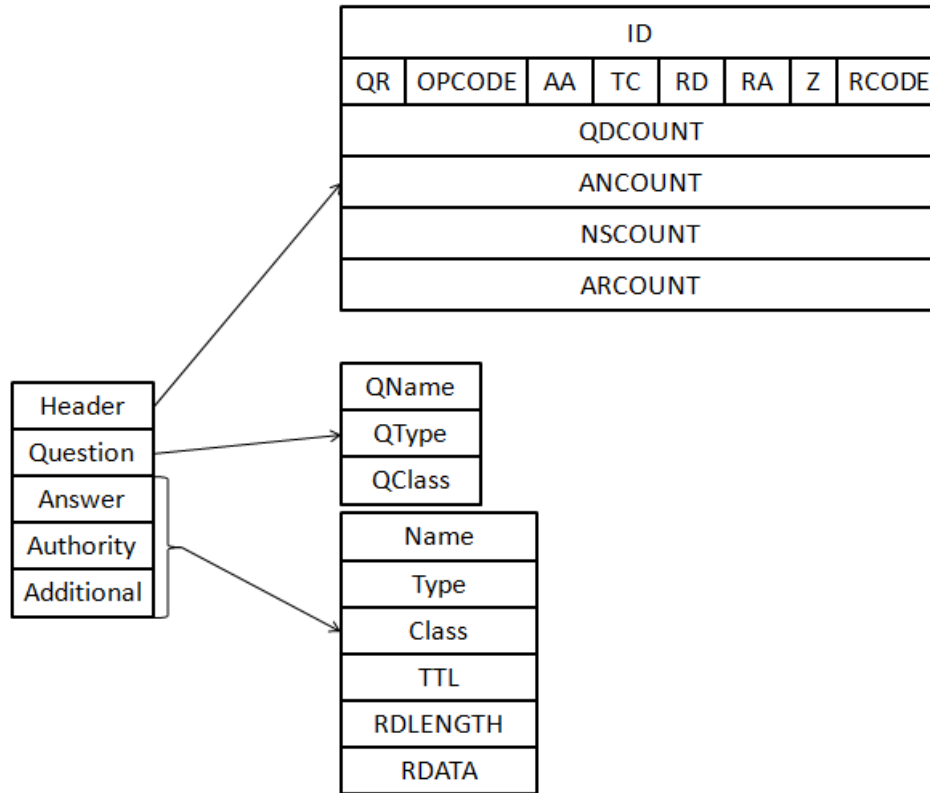 ID
QR OPCODE AA TC RD RA Z RCODE
QDCOUNT
ANCOUNT
NSCOUNT
ARCOUNT
Header
Question
Answer
Authority
Additional
QName
QType
QClass
Name
Type
Class
TTL
RDLENGTH
RDATA